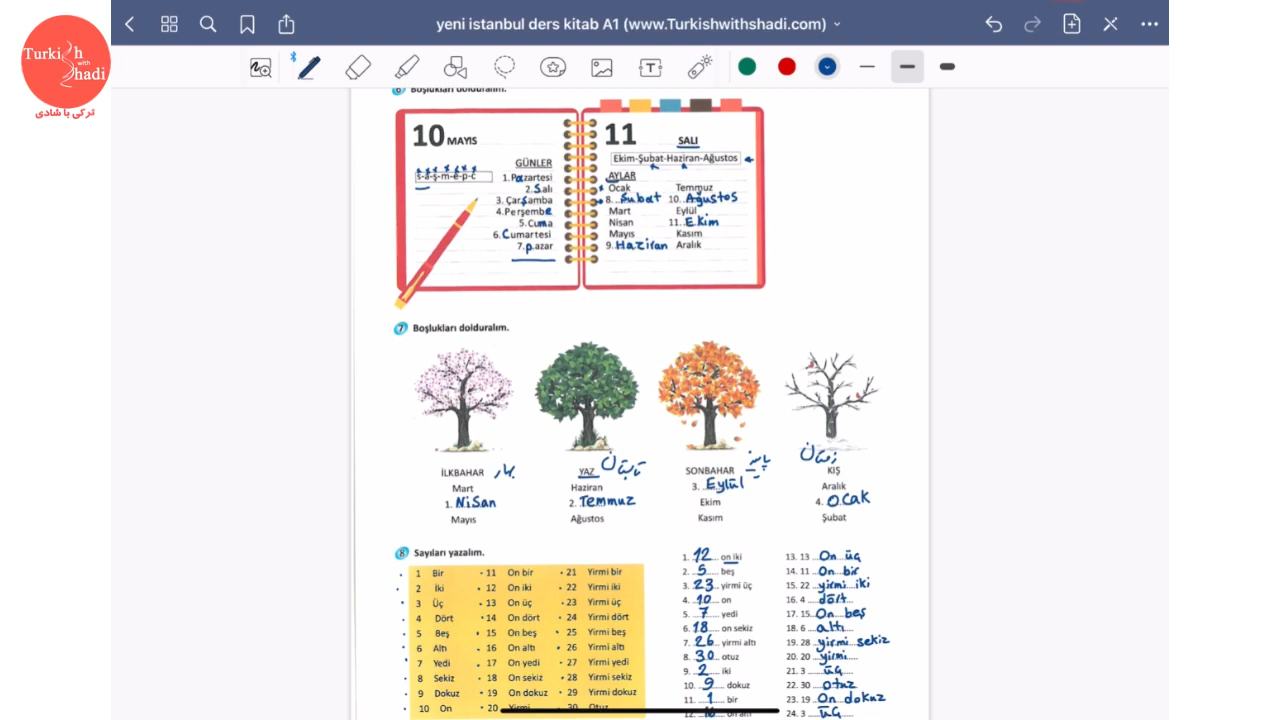 Turkish
with
Shadi
ترکی با شادی
yeni istanbul ders kitab A1 (www.Turkishwithshadi.com)
6 Boşlukları dolduralım.
10 MAYIS
s-a-ş-m-e-p-c
GÜNLER
1.Pazartesi
2.Salı
3. Çarşamba
4.Perşembe
5.Cuma
6.Cumartesi
7.pazar
11
SALI
Ekim-Şubat-Haziran-Ağustos
AYLAR
Ocak Temmuz
8. Şubat 10. Ağustos
Mart Eylül
Nisan 11. Ekim
Mayıs Kasım
9. Haziran Aralık
7 Boşlukları dolduralım.
İLKBAHAR بهار
Mart
1. Nisan
Mayıs
YAZ تابستان
Haziran
2. Temmuz
Ağustos
SONBAHAR پاییز
3. Eylül
Ekim
Kasım
زمستان
KIŞ
Aralık
4. Ocak
Şubat
8 Sayıları yazalım.
1 Bir 11 On bir 21 Yirmi bir
2 İki 12 On iki 22 Yirmi iki
3 Üç 13 On üç 23 Yirmi üç
4 Dört 14 On dört 24 Yirmi dört
5 Beş 15 On beş 25 Yirmi beş
6 Altı 16 On altı 26 Yirmi altı
7 Yedi 17 On yedi 27 Yirmi yedi
8 Sekiz 18 On sekiz 28 Yirmi sekiz
9 Dokuz 19 On dokuz 29 Yirmi dokuz
10 On 20 Yirmi 30 Otuz
1. 12 on iki
2. 5 beş
3. 23 yirmi üç
4. 10 on
5. 7 yedi
6. 18 on sekiz
7. 26 yirmi altı
8. 30 otuz
9. 2 iki
10. 9 dokuz
11. 1 bir
12. 16 on altı
13. 13 On üç
14. 11 On bir
15. 22 yirmi iki
16. 4 dört
17. 15 On beş
18. 6 altı
19. 28 yirmi sekiz
20. 20 yirmi
21. 3 üç
22. 30 otuz
23. 19 On dokuz
24. 3 üç